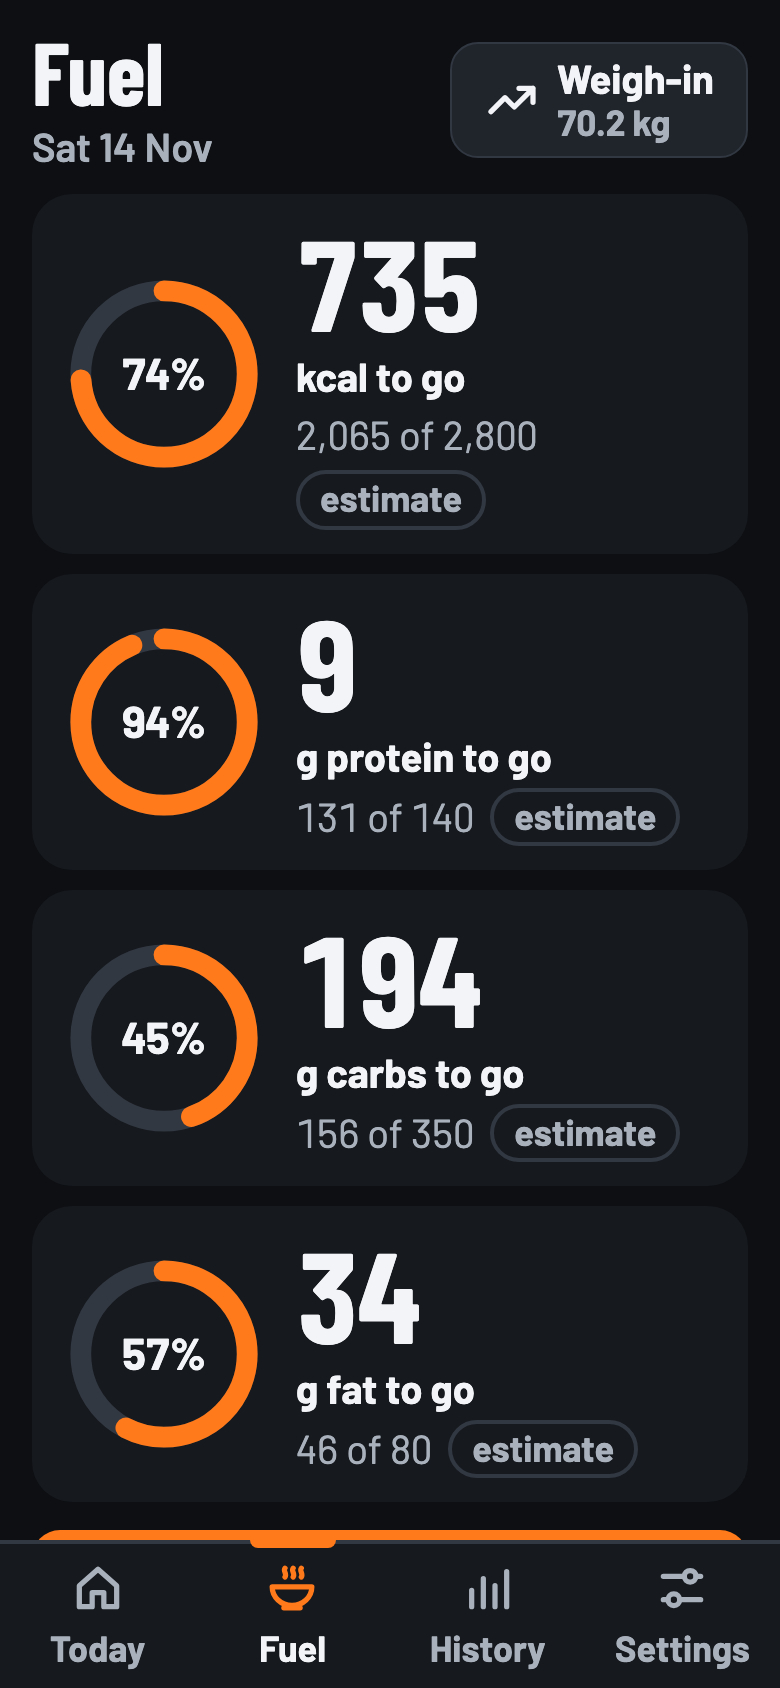 Fuel
Sat 14 Nov
Weigh-in
70.2 kg
74%
735
kcal to go
2,065 of 2,800
estimate
94%
9
g protein to go
131 of 140 estimate
45%
194
g carbs to go
156 of 350 estimate
57%
34
g fat to go
46 of 80 estimate
Today Fuel History Settings